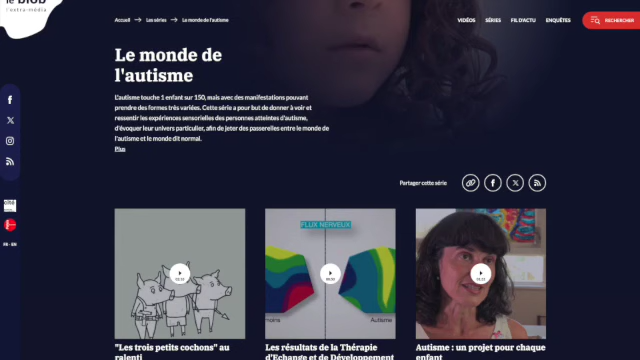 le blob
l'extra-média
Accueil → Les séries → Le monde de l'autisme
VIDÉOS SÉRIES FIL D'ACTU ENQUÊTES RECHERCHER
Le monde de
l'autisme
L'autisme touche 1 enfant sur 150, mais avec des manifestations pouvant
prendre des formes très variées. Cette série a pour but de donner à voir et
ressentir les expériences sensorielles des personnes atteintes d'autisme,
d'évoquer leur univers particulier, afin de jeter des passerelles entre le monde de
l'autisme et le monde dit normal.
Plus
Partager cette série
FR - EN
FLUX NERVEUX
Autisme
"Les trois petits cochons" au
ralenti
Les résultats de la Thérapie
d'Echange et de Développement
Autisme : un projet pour chaque
enfant